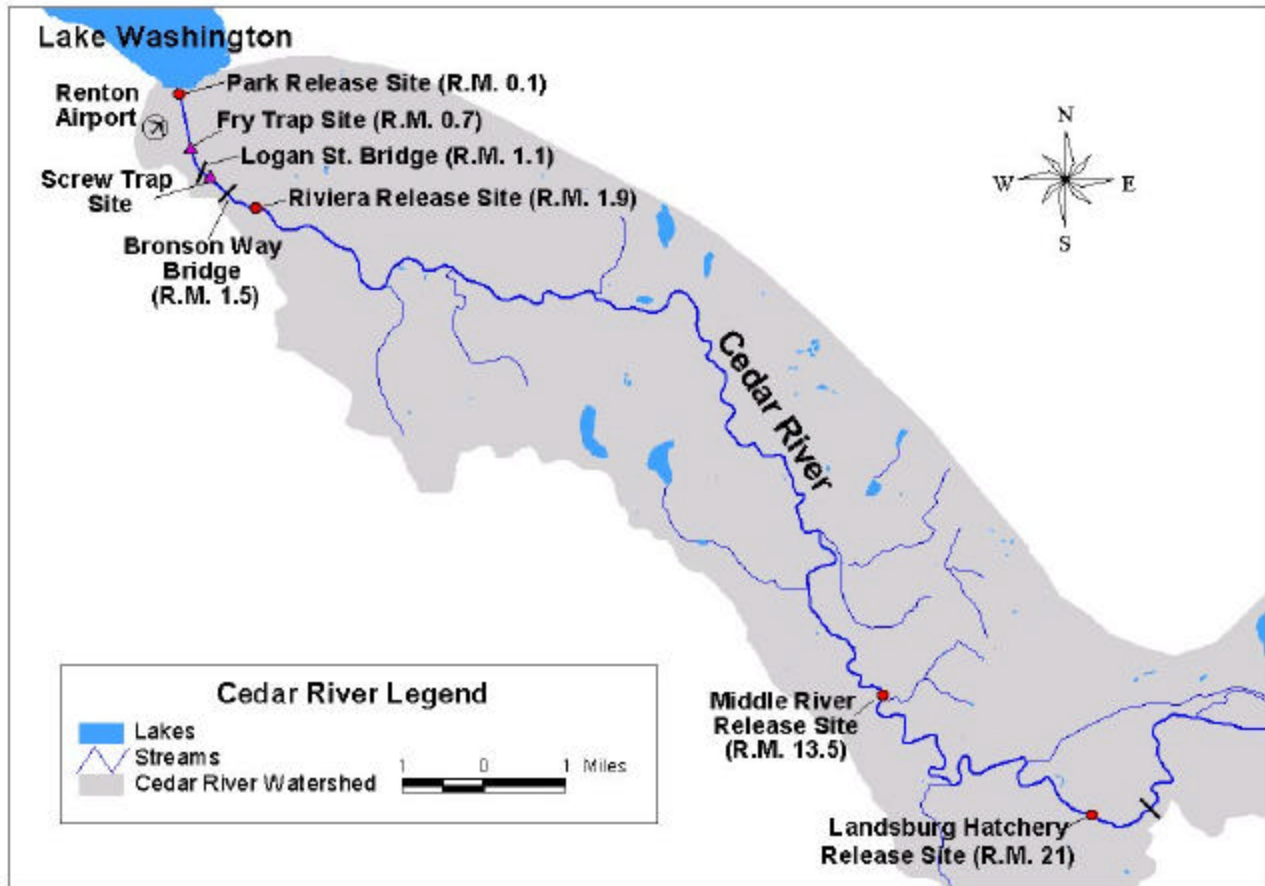 Lake Washington
Park Release Site (R.M. 0.1)
Renton
Airport
Fry Trap Site (R.M. 0.7)
Logan St. Bridge (R.M. 1.1)
Screw Trap
Site
Riviera Release Site (R.M. 1.9)
Bronson Way
Bridge
(R.M. 1.5)
N
W
E
S
Cedar River
Middle River
Release Site
(R.M. 13.5)
Landsburg Hatchery
Release Site (R.M. 21)
Cedar River Legend
Lakes
Streams
Cedar River Watershed
1 0 1 Miles